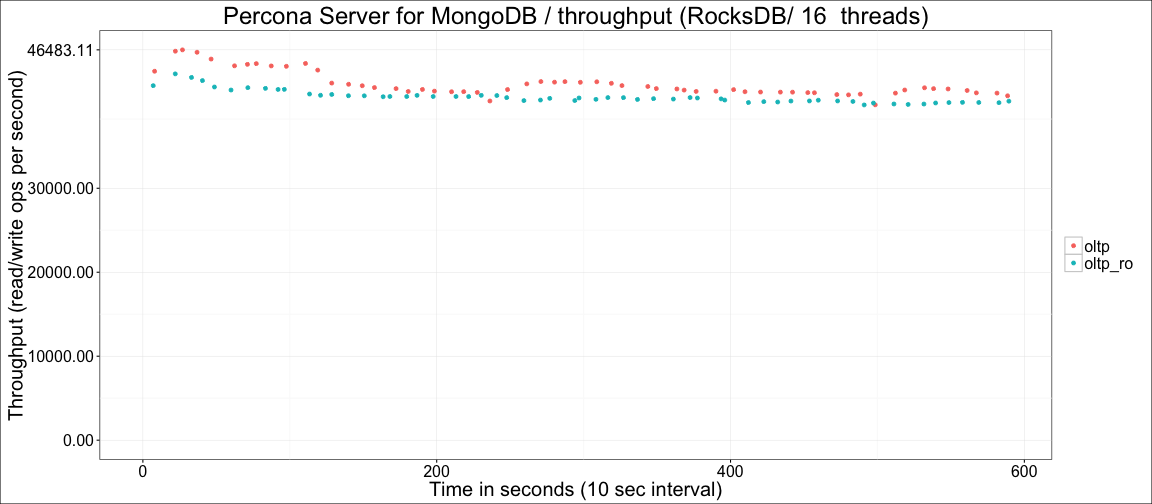 Percona Server for MongoDB / throughput (RocksDB/ 16  threads)
Throughput (read/write ops per second)
46483.11
30000.00
20000.00
10000.00
0.00
0 200 400 600
Time in seconds (10 sec interval)
oltp
oltp_ro